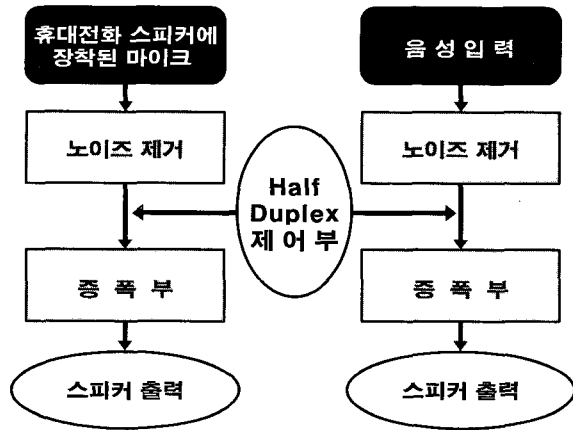 휴대전화 스피커에
장착된 마이크
음성입력
노이즈 제거
노이즈 제거
Half
Duplex
제어부
증폭부
증폭부
스피커 출력
스피커 출력